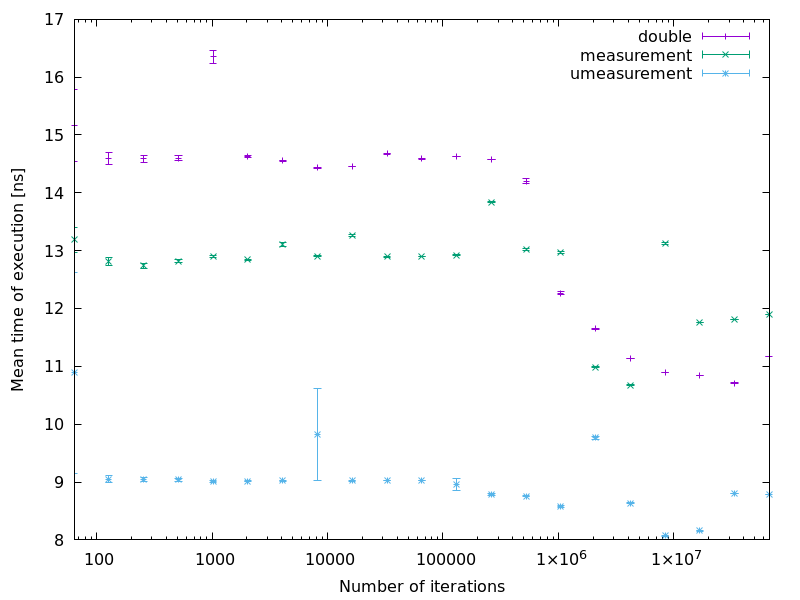 17
16
15
14
13
12
11
10
9
8
Mean time of execution [ns]
double
measurement
umeasurement
100 1000 10000 100000 1×10⁶ 1×10⁷
Number of iterations